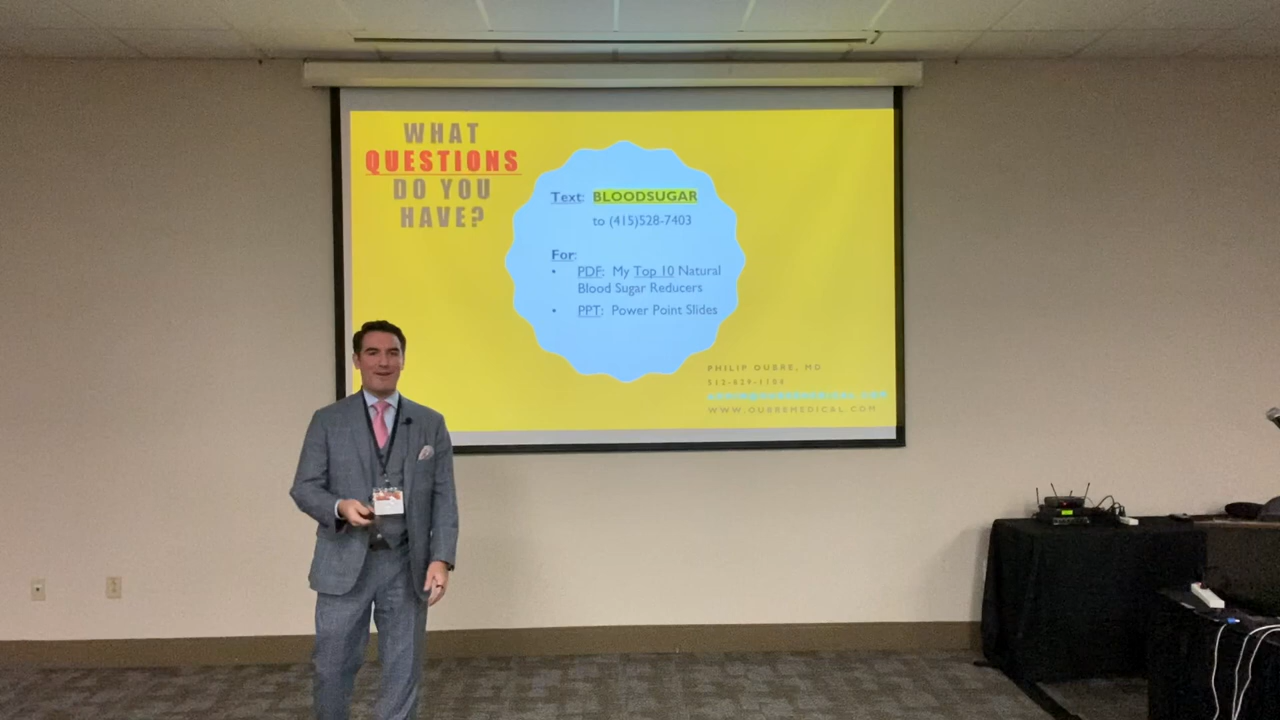 WHAT
QUESTIONS
DO YOU
HAVE?
Text: BLOODSUGAR
to (415)528-7403
For:
• PDF: My Top 10 Natural
Blood Sugar Reducers
• PPT: Power Point Slides
PHILIP OUBRE, MD
WWW.OUBREMEDICAL.COM